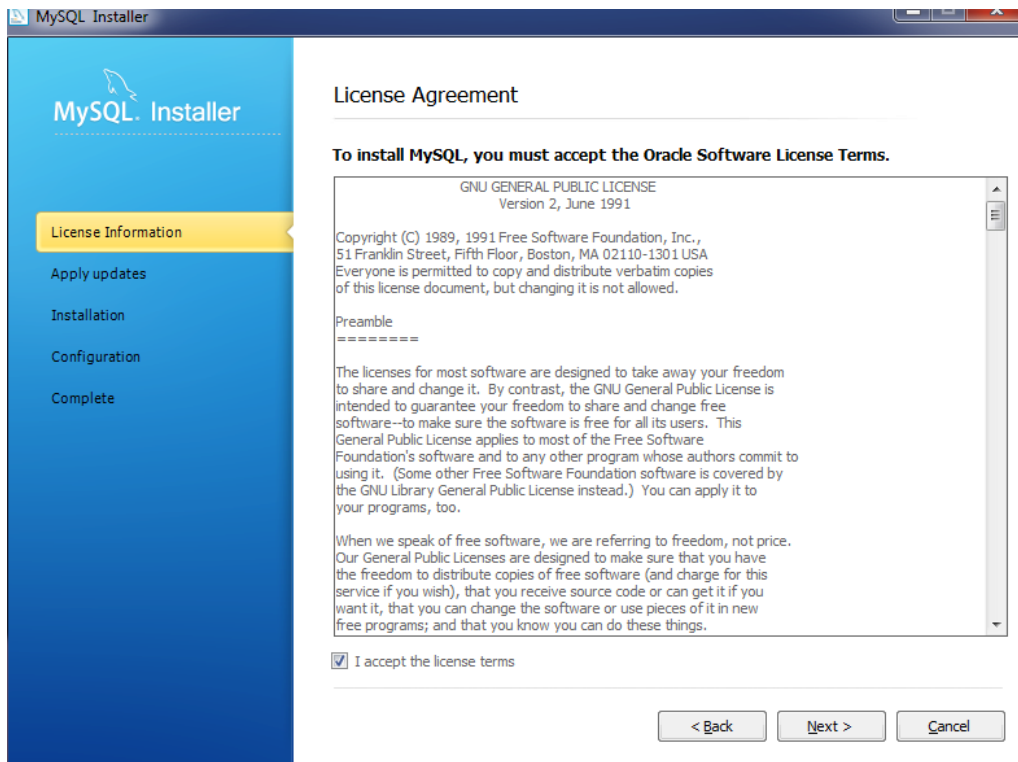 MySQL Installer
MySQL. Installer
License Information
Apply updates
Installation
Configuration
Complete
License Agreement
To install MySQL, you must accept the Oracle Software License Terms.
GNU GENERAL PUBLIC LICENSE
Version 2, June 1991
Copyright (C) 1989, 1991 Free Software Foundation, Inc.,
51 Franklin Street, Fifth Floor, Boston, MA 02110-1301 USA
Everyone is permitted to copy and distribute verbatim copies
of this license document, but changing it is not allowed.
Preamble
========
The licenses for most software are designed to take away your freedom
to share and change it.  By contrast, the GNU General Public License is
intended to guarantee your freedom to share and change free
software--to make sure the software is free for all its users.  This
General Public License applies to most of the Free Software
Foundation's software and to any other program whose authors commit to
using it.  (Some other Free Software Foundation software is covered by
the GNU Library General Public License instead.)  You can apply it to
your programs, too.
When we speak of free software, we are referring to freedom, not price.
Our General Public Licenses are designed to make sure that you have
the freedom to distribute copies of free software (and charge for this
service if you wish), that you receive source code or can get it if you
want it, that you can change the software or use pieces of it in new
free programs; and that you know you can do these things.
I accept the license terms
< Back
Next >
Cancel